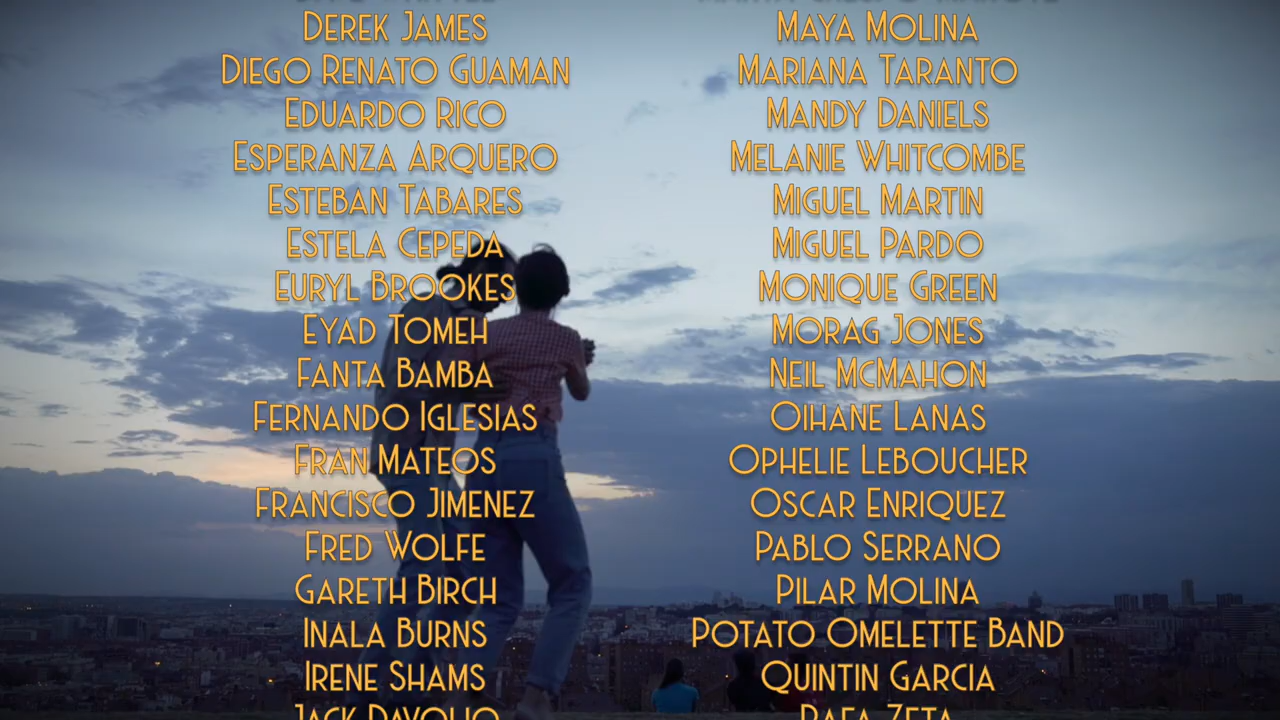 Derek James
Diego Renato Guaman
Eduardo Rico
Esperanza Arquero
Esteban Tabares
Estela Cepeda
Euryl Brookes
Eyad Tomeh
Fanta Bamba
Fernando Iglesias
Fran Mateos
Francisco Jimenez
Fred Wolfe
Gareth Birch
Inala Burns
Irene Shams
Jack
Maya Molina
Mariana Taranto
Mandy Daniels
Melanie Whitcombe
Miguel Martin
Miguel Pardo
Monique Green
Morag Jones
Neil McMahon
Oihane Lanas
Ophelie Leboucher
Oscar Enriquez
Pablo Serrano
Pilar Molina
Potato Omelette Band
Quintin Garcia
Rafa Zeta